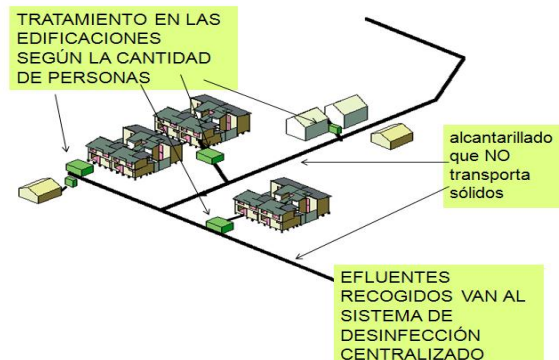 TRATAMIENTO EN LAS
EDIFICACIONES
SEGÚN LA CANTIDAD
DE PERSONAS
alcantarillado
que NO
transporta
sólidos
EFLUENTES
RECOGIDOS VAN AL
SISTEMA DE
DESINFECCIÓN
CENTRALIZADO